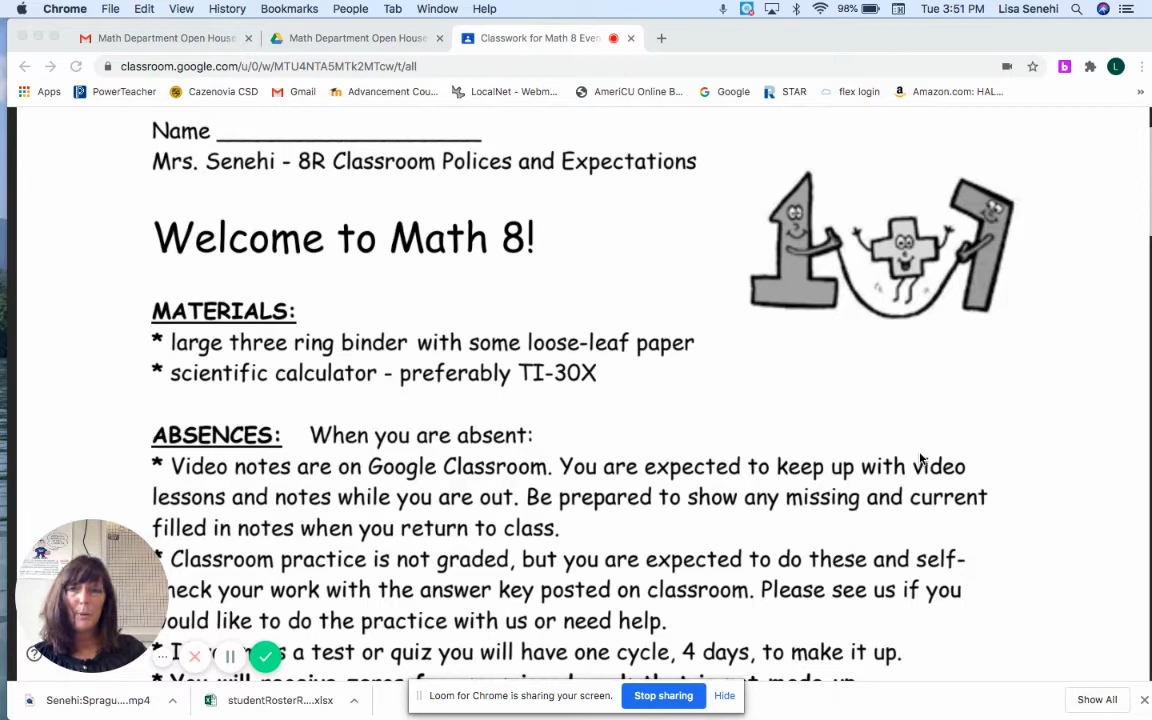 Chrome File Edit View History Bookmarks People Tab Window Help 98% Tue 3:51 PM Lisa Senehi
Math Department Open House Math Department Open House Classwork for Math 8 Even
classroom.google.com/u/0/w/MTU4NTA5MTk2MTcw/t/all L
Apps PowerTeacher Cazenovia CSD Gmail Advancement Cou... LocalNet - Webm... AmeriCU Online B... Google STAR flex login Amazon.com: HAL... »
Name ____________________
Mrs. Senehi - 8R Classroom Polices and Expectations
Welcome to Math 8!
MATERIALS:
* large three ring binder with some loose-leaf paper
* scientific calculator - preferably TI-30X
ABSENCES: When you are absent:
* Video notes are on Google Classroom. You are expected to keep up with video
lessons and notes while you are out. Be prepared to show any missing and current
filled in notes when you return to class.
* Classroom practice is not graded, but you are expected to do these and self-
heck your work with the answer key posted on classroom. Please see us if you
ould like to do the practice with us or need help.
* I a test or quiz you will have one cycle, 4 days, to make it up.
Senehi:Spragu....mp4 studentRosterR....xlsx Loom for Chrome is sharing your screen. Stop sharing Hide Show All